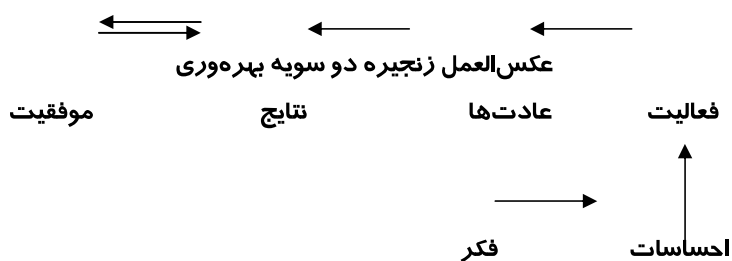 عکس‌العمل زنجیره دو سویه بهره‌وری
فعالیت عادت‌ها نتایج موفقیت
احساسات فکر